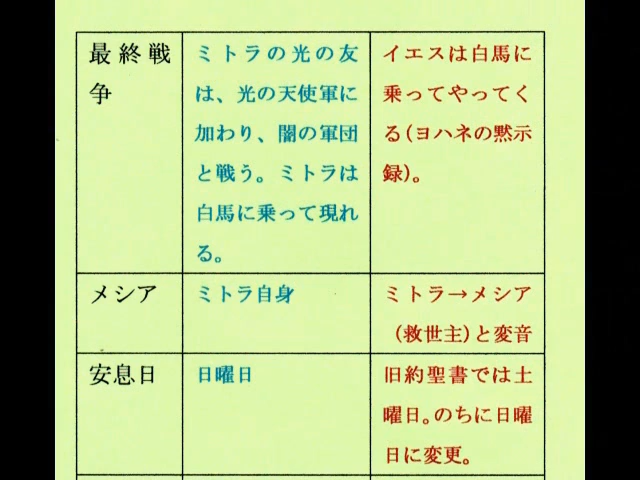 最終戦
争
ミトラの光の友
は、光の天使軍に
加わり、闇の軍団
と戦う。ミトラは
白馬に乗って現れ
る。
イエスは白馬に
乗ってやってく
る(ヨハネの黙示
録)。
メシア
ミトラ自身
ミトラ→メシア
(救世主)と変音
安息日
日曜日
旧約聖書では土
曜日。のちに日曜
日に変更。